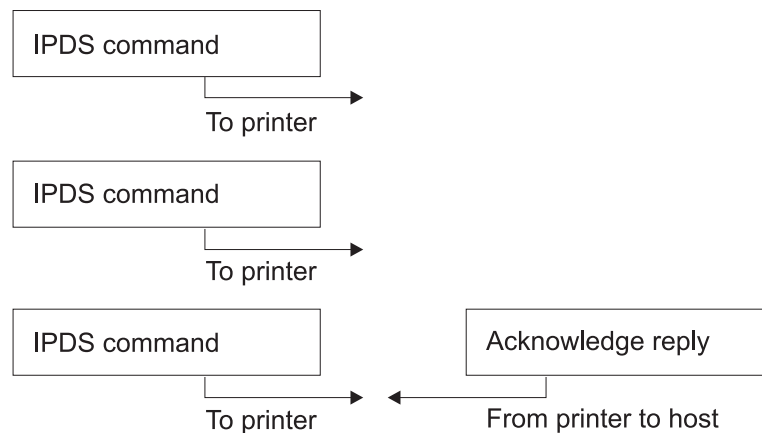 IPDS command
To printer
IPDS command
To printer
IPDS command
Acknowledge reply
To printer
From printer to host